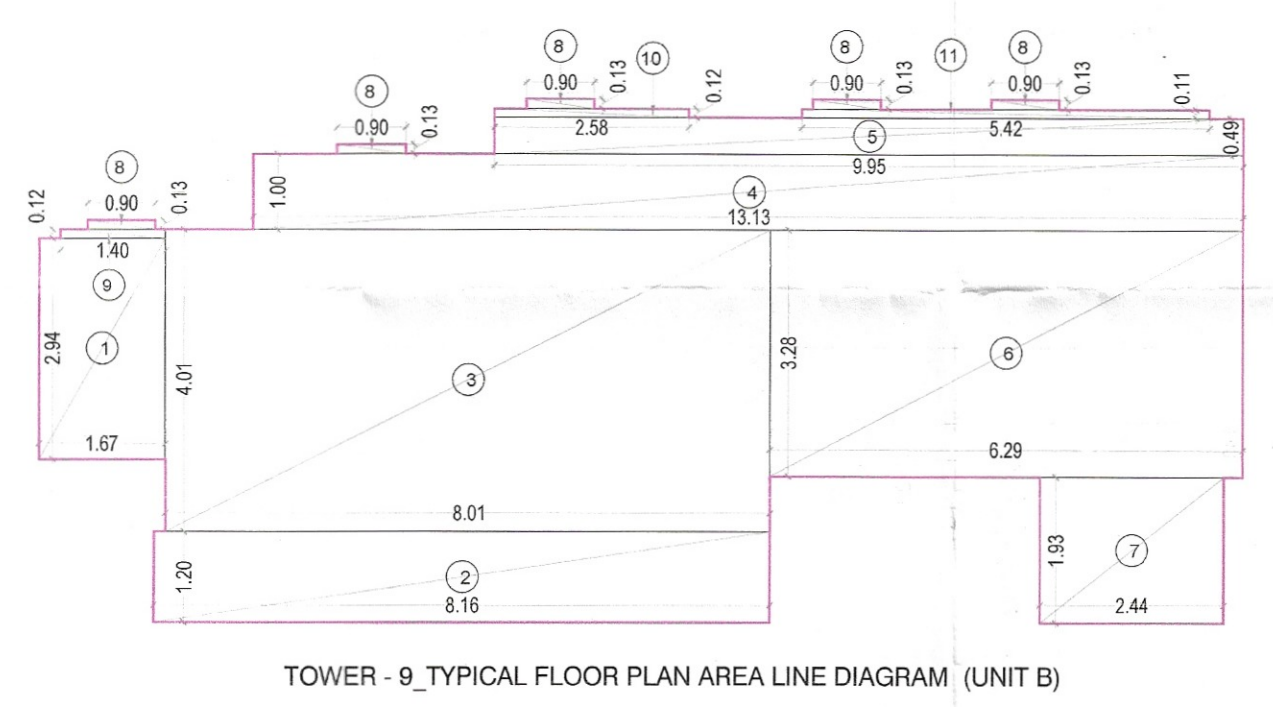 8 10 8 11 8
0.90 0.13 0.12 0.90 0.13 0.90 0.13 0.11
8
0.90 0.13 2.58 5 5.42 0.49
9.95
8
0.12 0.90 0.13 1.00 4
13.13
1.40
9
2.94 1 4.01 3 3.28 6
1.67 6.29
8.01
1.20 2 1.93 7
8.16 2.44
TOWER - 9_TYPICAL FLOOR PLAN AREA LINE DIAGRAM (UNIT B)